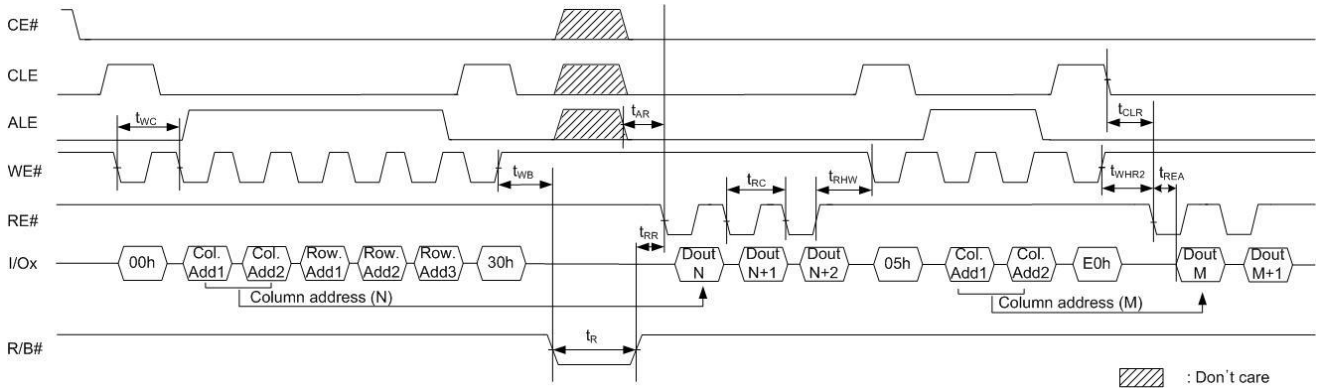 CE#
CLE
ALE
tAR
tCLR
tWC
WE#
tWB
tRC
tRHW
tWHR2
tREA
RE#
tRR
I/Ox
00h
Col. Add1
Col. Add2
Row. Add1
Row. Add2
Row. Add3
30h
Dout N
Dout N+1
Dout N+2
05h
Col. Add1
Col. Add2
E0h
Dout M
Dout M+1
Column address (N)
Column address (M)
R/B#
tR
: Don't care